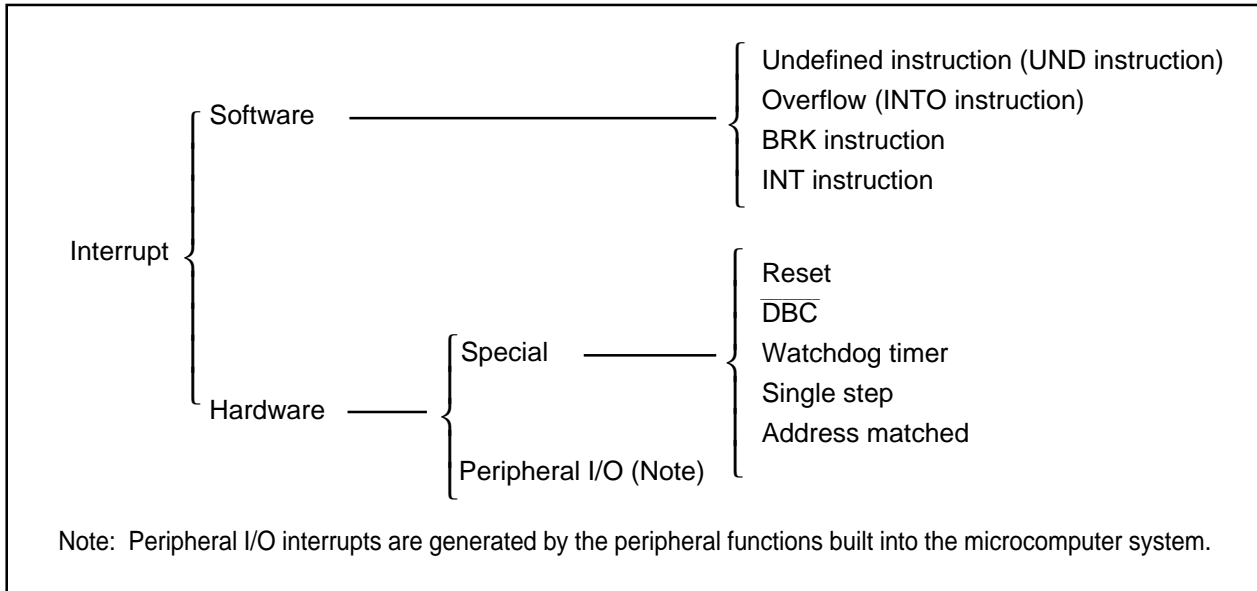 Interrupt
Software
Undefined instruction (UND instruction)
Overflow (INTO instruction)
BRK instruction
INT instruction
Hardware
Special
Reset
D̅B̅C̅
Watchdog timer
Single step
Address matched
Peripheral I/O (Note)
Note: Peripheral I/O interrupts are generated by the peripheral functions built into the microcomputer system.